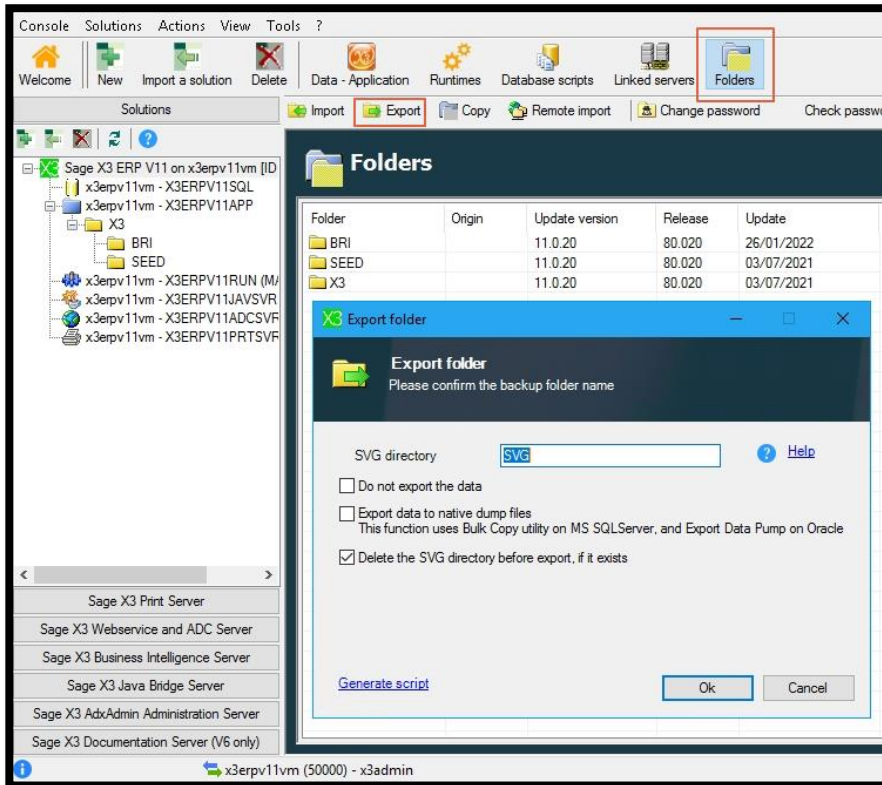 Console Solutions Actions View Tools ?
Welcome New Import a solution Delete Data - Application Runtimes Database scripts Linked servers Folders
Solutions
Import Export Copy Remote import Change password Check passw
Sage X3 ERP V11 on x3erpv11vm [ID
x3erpv11vm - X3ERPV11SQL
x3erpv11vm - X3ERPV11APP
X3
BRI
SEED
x3erpv11vm - X3ERPV11RUN (MA
x3erpv11vm - X3ERPV11JAVSVR
x3erpv11vm - X3ERPV11ADCSVR
x3erpv11vm - X3ERPV11PRTSVR
Folders
Folder Origin Update version Release Update
BRI 11.0.20 80.020 26/01/2022
SEED 11.0.20 80.020 03/07/2021
X3 11.0.20 80.020 03/07/2021
X3 Export folder
Export folder
Please confirm the backup folder name
SVG directory SVG ? Help
Do not export the data
Export data to native dump files
This function uses Bulk Copy utility on MS SQLServer, and Export Data Pump on Oracle
Delete the SVG directory before export, if it exists
Generate script Ok Cancel
Sage X3 Print Server
Sage X3 Webservice and ADC Server
Sage X3 Business Intelligence Server
Sage X3 Java Bridge Server
Sage X3 AdxAdmin Administration Server
Sage X3 Documentation Server (V6 only)
x3erpv11vm (50000) - x3admin